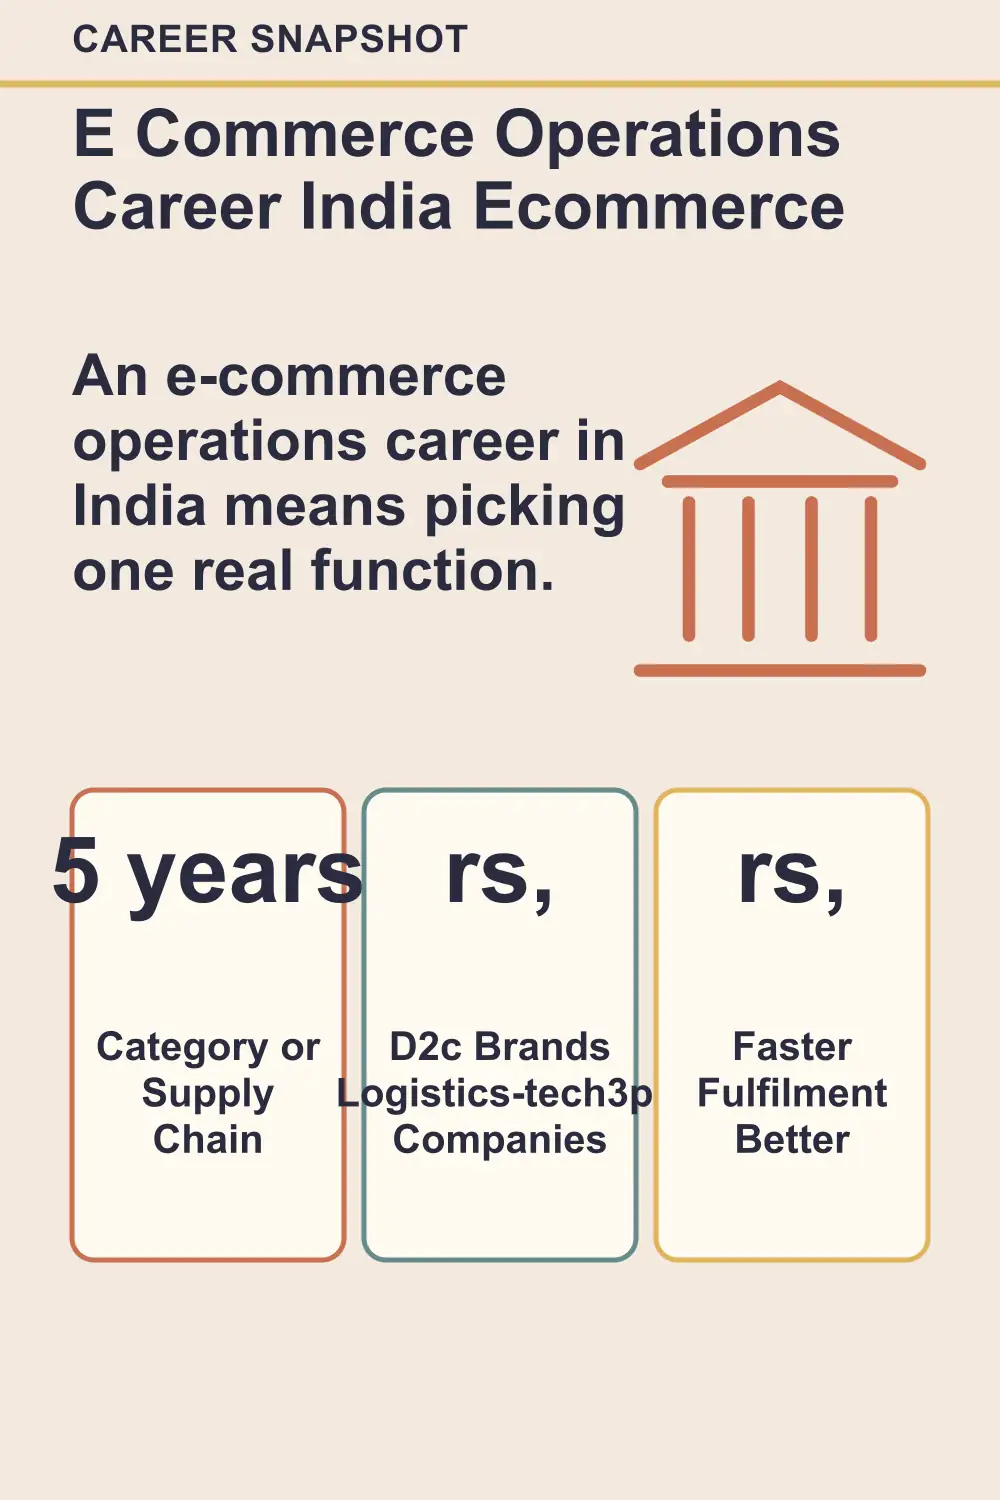 CAREER SNAPSHOT
E Commerce Operations
Career India Ecommerce
An e-commerce
operations career in
India means picking
one real function.
5 years
Category or
Supply
Chain
rs,
D2c Brands
Logistics-tech3p
Companies
rs,
Faster
Fulfilment
Better